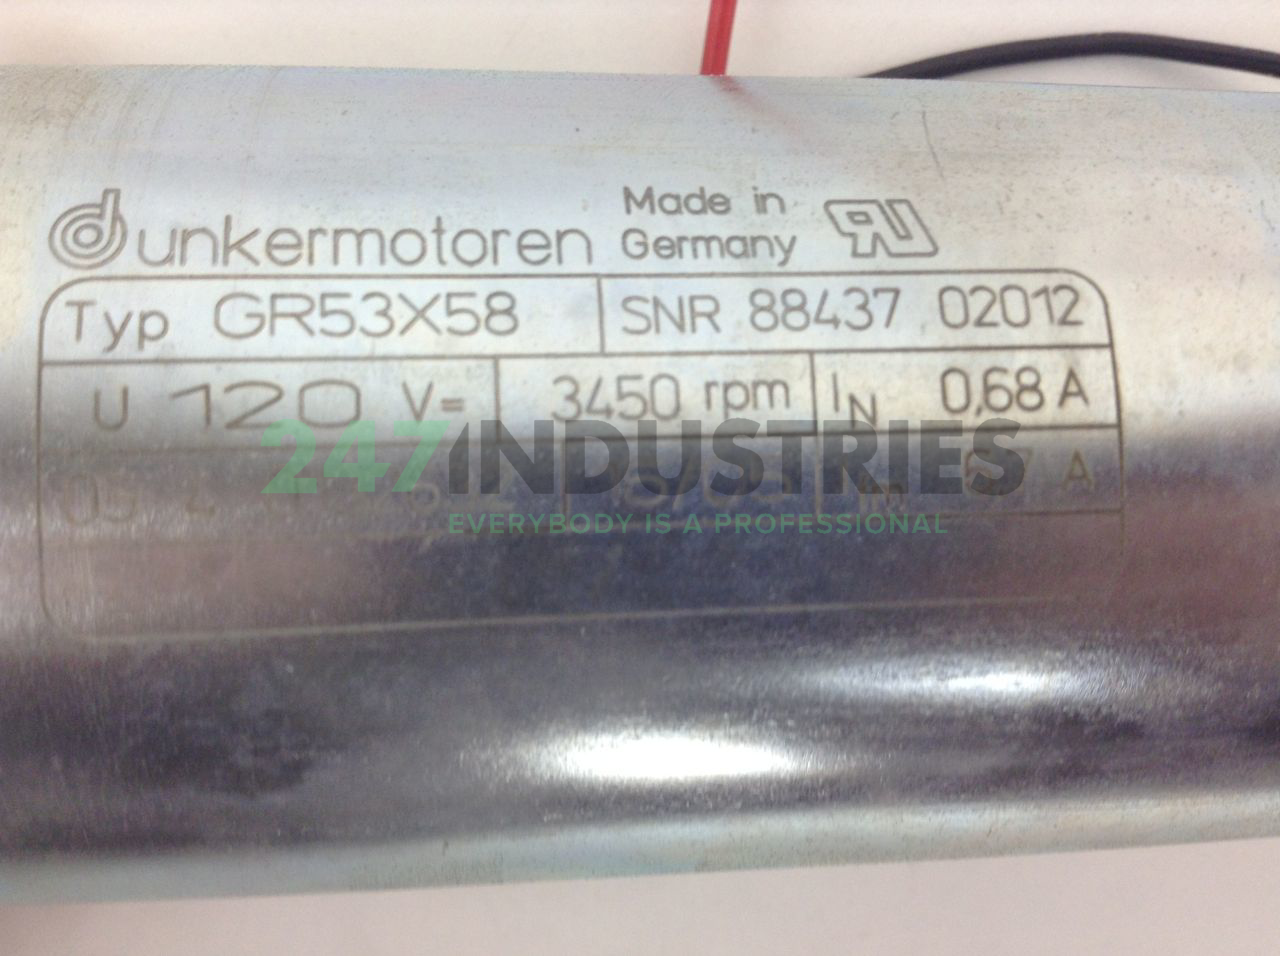 dunkermotoren
Made in
Germany
Typ GR53X58
SNR 88437 02012
U 120 V=
3450 rpm
IN 0,68 A
247INDUSTRIES
EVERYBODY IS A PROFESSIONAL
A